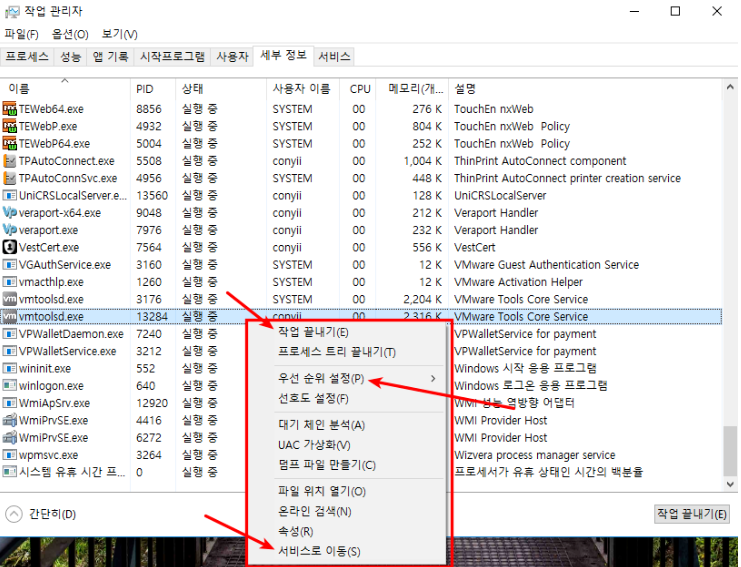 작업 관리자
파일(F) 옵션(O) 보기(V)
프로세스 성능 앱 기록 시작프로그램 사용자 세부 정보 서비스
이름 PID 상태 사용자 이름 CPU 메모리(개... 설명
TEWeb64.exe 8856 실행 중 SYSTEM 00 276 K TouchEn nxWeb
TEWebP.exe 4932 실행 중 SYSTEM 00 804 K TouchEn nxWeb Policy
TEWebP64.exe 5004 실행 중 SYSTEM 00 252 K TouchEn nxWeb Policy
TPAutoConnect.exe 5508 실행 중 conyii 00 1,004 K ThinPrint AutoConnect component
TPAutoConnSvc.exe 4956 실행 중 SYSTEM 00 448 K ThinPrint AutoConnect printer creation service
UniCRSLocalServer.e... 13560 실행 중 conyii 00 128 K UniCRSLocalServer
veraport-x64.exe 9048 실행 중 conyii 00 212 K Veraport Handler
veraport.exe 7976 실행 중 conyii 00 232 K Veraport Handler
VestCert.exe 7564 실행 중 conyii 00 556 K VestCert
VGAuthService.exe 3160 실행 중 SYSTEM 00 12 K VMware Guest Authentication Service
vmacthlp.exe 1260 실행 중 SYSTEM 00 12 K VMware Activation Helper
vmtoolsd.exe 3176 실행 중 SYSTEM 00 2,204 K VMware Tools Core Service
vmtoolsd.exe 13284 실행 중 conyii 00 2,316 K VMware Tools Core Service
VPWalletDaemon.exe 7240 실행 중 VPWalletService for payment
VPWalletService.exe 3212 실행 중 VPWalletService for payment
wininit.exe 552 실행 중 Windows 시작 응용 프로그램
winlogon.exe 640 실행 중 Windows 로그온 응용 프로그램
WmiApSrv.exe 12920 실행 중 WMI 성능 역방향 어댑터
WmiPrvSE.exe 4416 실행 중 WMI Provider Host
WmiPrvSE.exe 6272 실행 중 WMI Provider Host
wpmsvc.exe 3264 실행 중 Wizvera process manager service
시스템 유휴 시간 프... 0 실행 중 프로세서가 유휴 상태인 시간의 백분율
작업 끝내기(E)
프로세스 트리 끝내기(T)
우선 순위 설정(P)
선호도 설정(F)
대기 체인 분석(A)
UAC 가상화(V)
덤프 파일 만들기(C)
파일 위치 열기(O)
온라인 검색(N)
속성(R)
서비스로 이동(S)
간단히(D) 작업 끝내기(E)